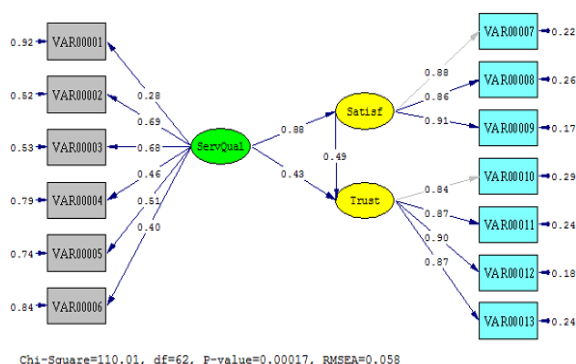 0.92 VAR00001
0.52 VAR00002
0.53 VAR00003
0.79 VAR00004
0.74 VAR00005
0.84 VAR00006
0.28
0.69
0.68
0.46
0.51
0.40
ServQual
0.88
0.43
Satisf
0.49
Trust
0.88
0.86
0.91
0.84
0.87
0.90
0.87
VAR00007 0.22
VAR00008 0.26
VAR00009 0.17
VAR00010 0.29
VAR00011 0.24
VAR00012 0.18
VAR00013 0.24
Chi-Square=110.01, df=62, P-value=0.00017, RMSEA=0.058